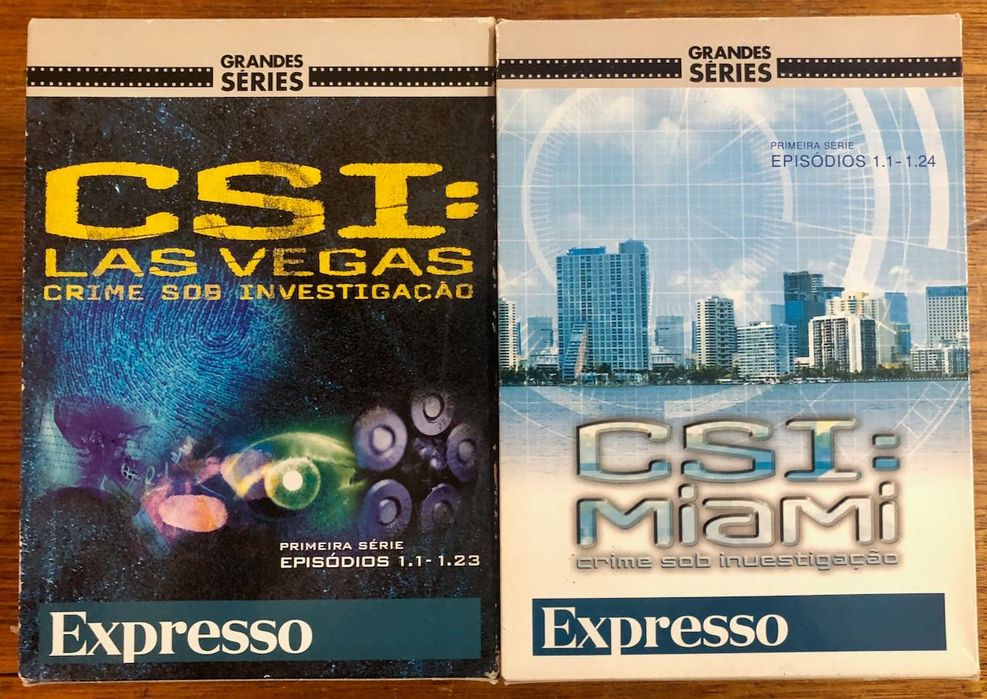 GRANDES
SÉRIES
CSI:
LAS VEGAS
CRIME SOB INVESTIGAÇÃO
PRIMEIRA SÉRIE
EPISÓDIOS 1.1 - 1.23
Expresso
GRANDES
SÉRIES
PRIMEIRA SÉRIE
EPISÓDIOS 1.1 - 1.24
CSI:
MIAMI
crime sob investigação
Expresso